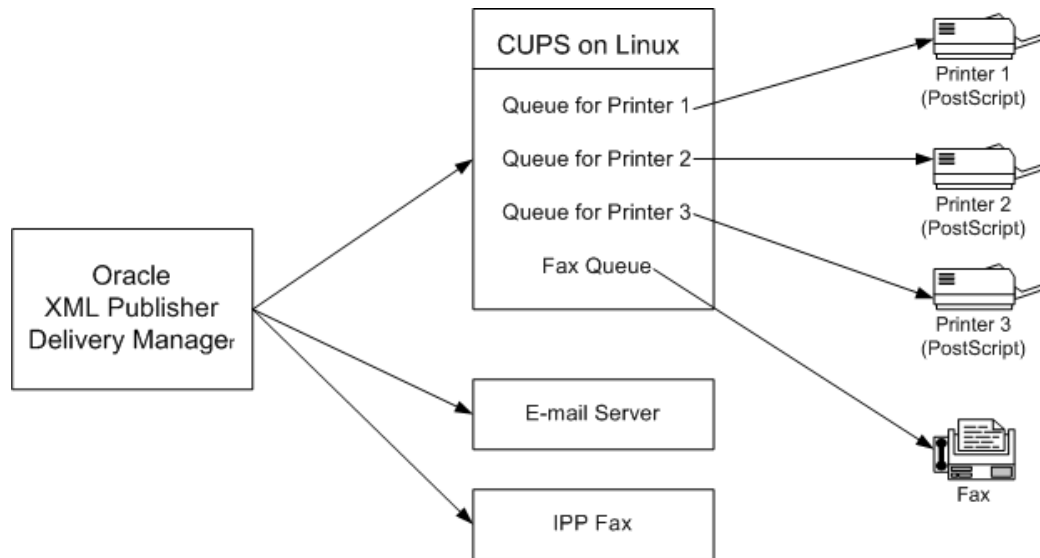 Oracle
XML Publisher
Delivery Manager
CUPS on Linux
Queue for Printer 1
Queue for Printer 2
Queue for Printer 3
Fax Queue
E-mail Server
IPP Fax
Printer 1
(PostScript)
Printer 2
(PostScript)
Printer 3
(PostScript)
Fax